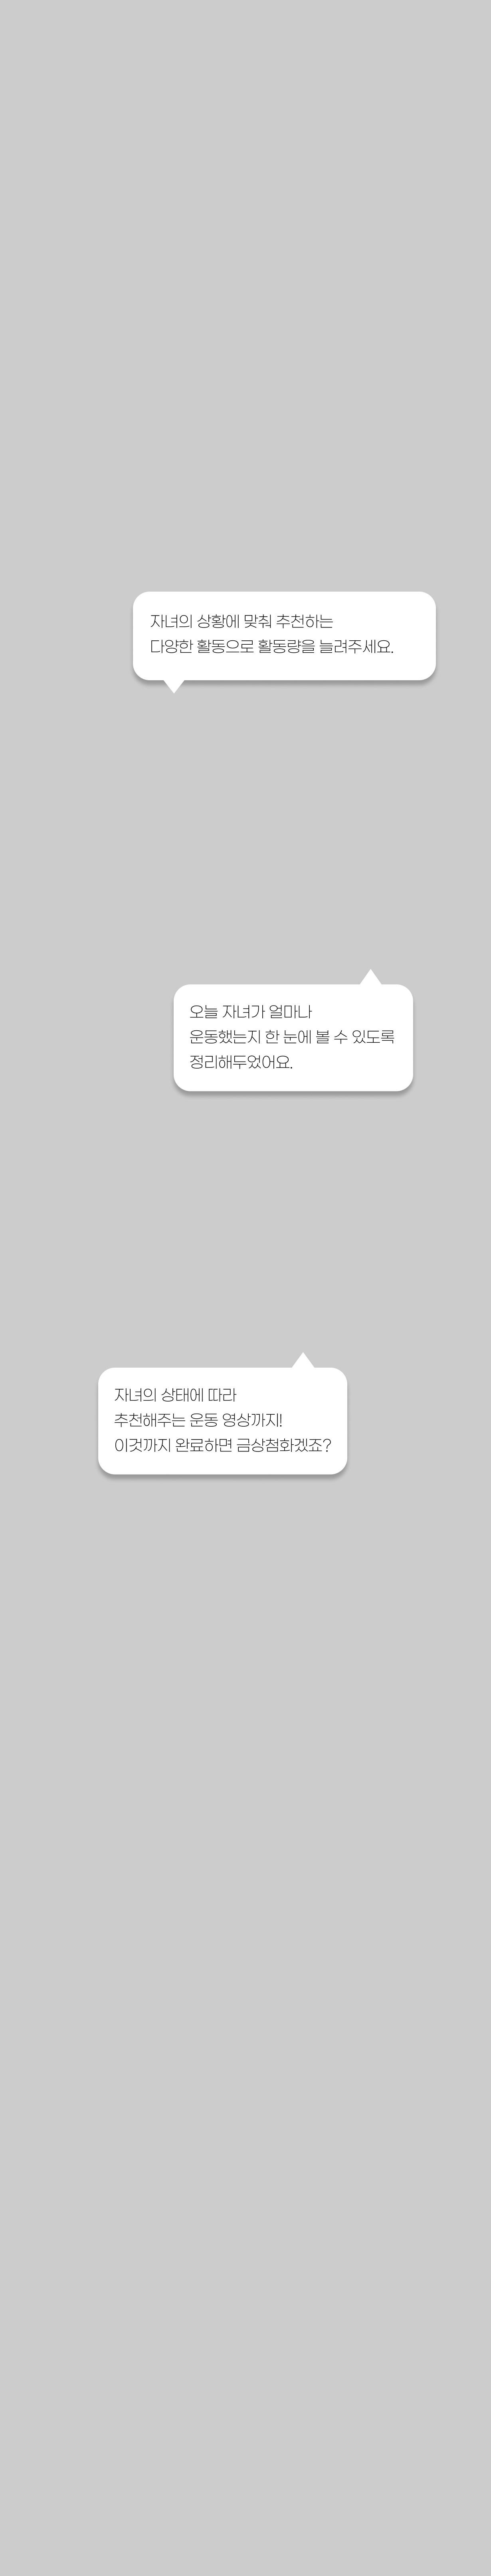 자녀의 상황에 맞춰 추천하는
다양한 활동으로 활동량을 늘려주세요.
오늘 자녀가 얼마나
운동했는지 한 눈에 볼 수 있도록
정리해두었어요.
자녀의 상태에 따라
추천해주는 운동 영상까지!
이것까지 완료하면 금상첨화겠죠?